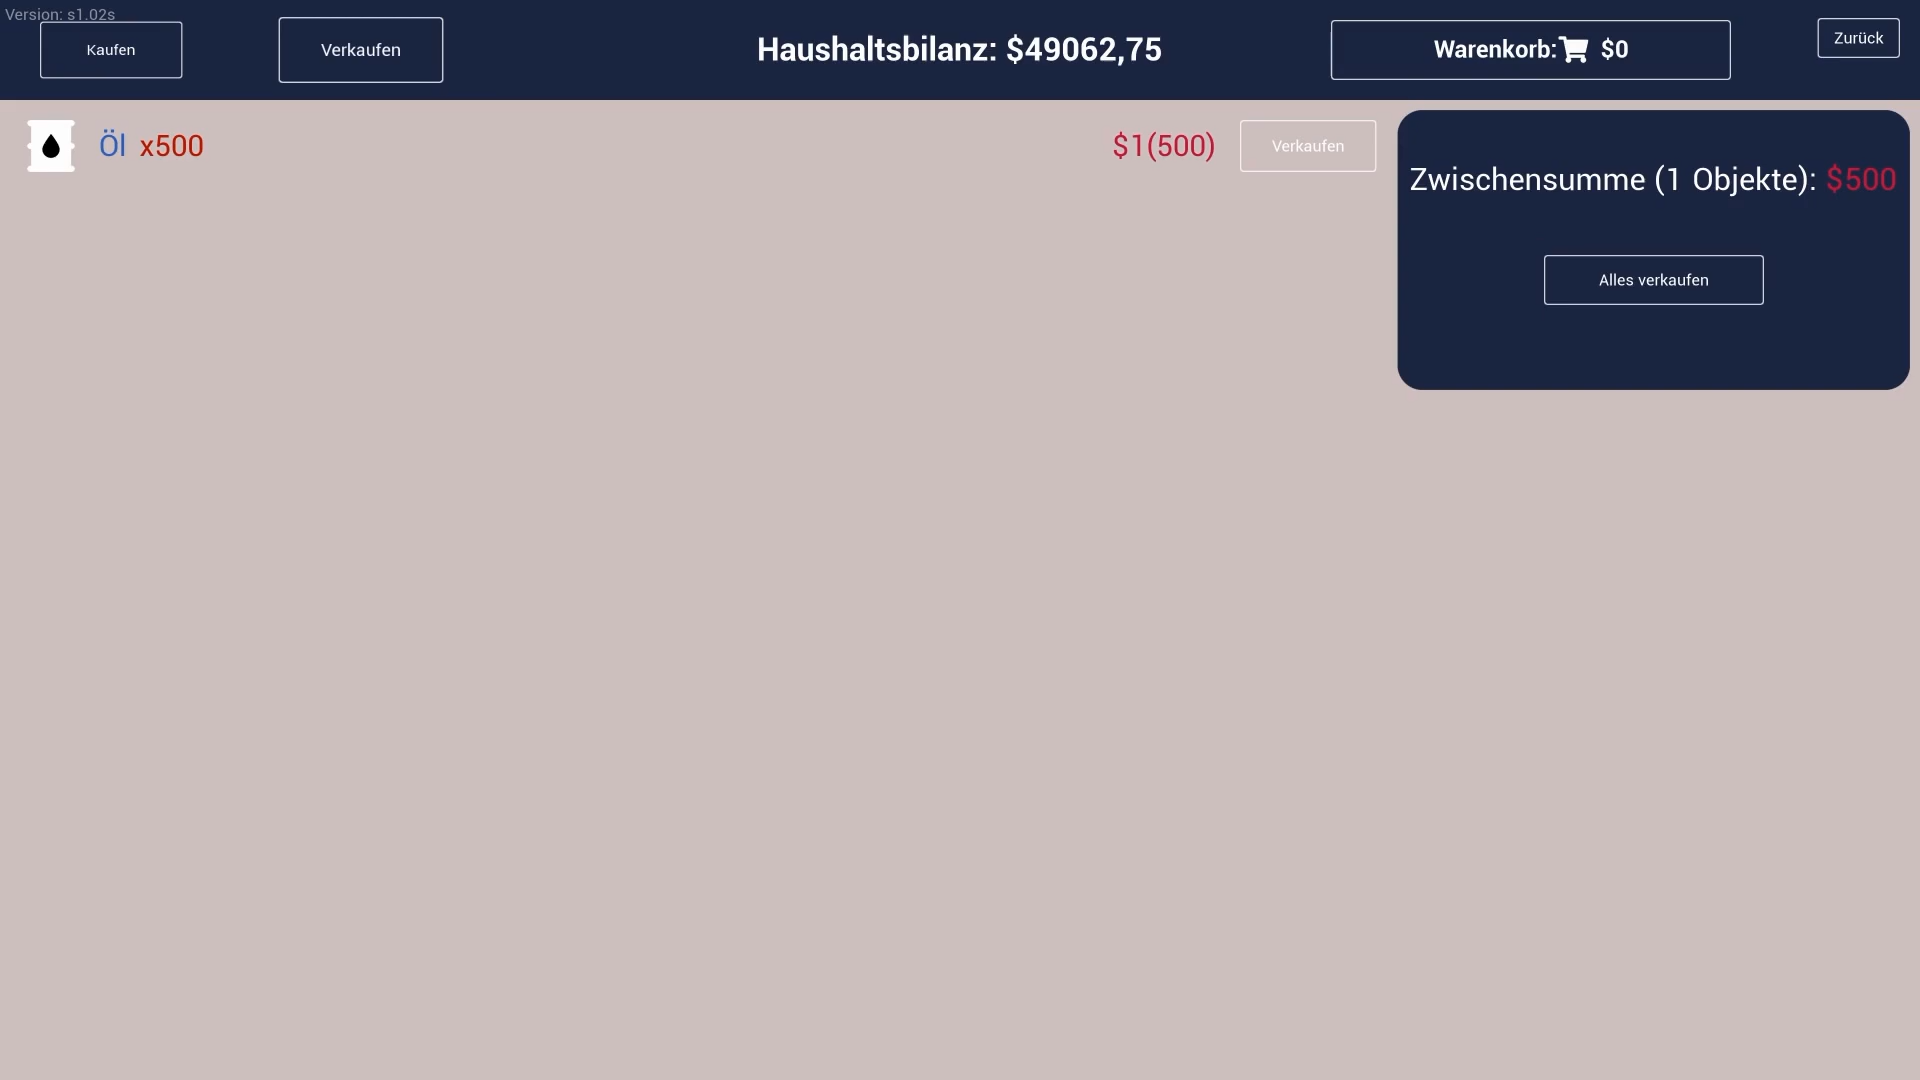 Version: s1.02s
Kaufen
Verkaufen
Haushaltsbilanz: $49062,75
Warenkorb: $0
Zurück
Öl x500
$1(500)
Verkaufen
Zwischensumme (1 Objekte): $500
Alles verkaufen